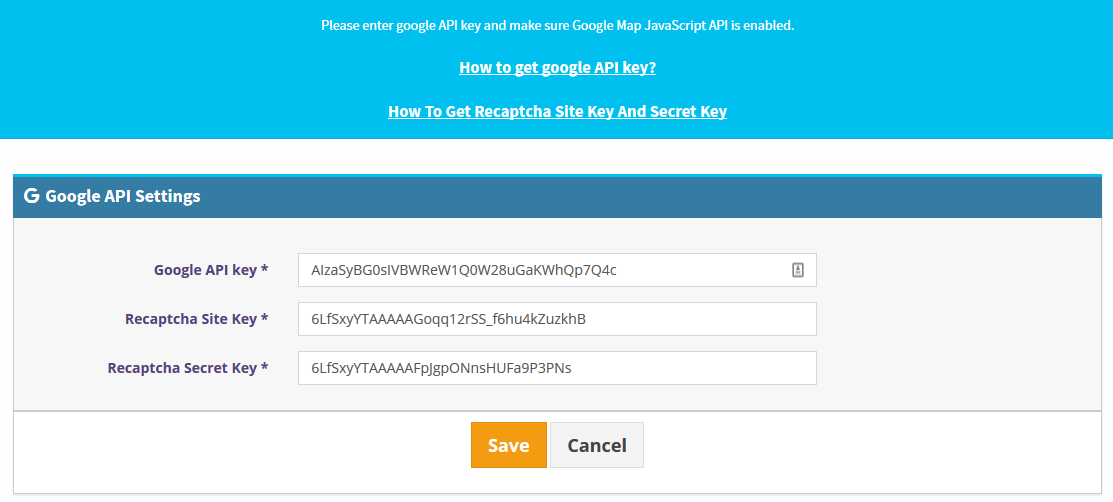 Please enter google API key and make sure Google Map JavaScript API is enabled.
How to get google API key?
How To Get Recaptcha Site Key And Secret Key
Google API Settings
Google API key *
AIzaSyBG0sIVBWReW1Q0W28uGaKWhQp7Q4c
Recaptcha Site Key *
6LfSxyYTAAAAAGoqq12rSS_f6hu4kZuzkhB
Recaptcha Secret Key *
6LfSxyYTAAAAAFpJgpONnsHUFa9P3PNs
Save Cancel